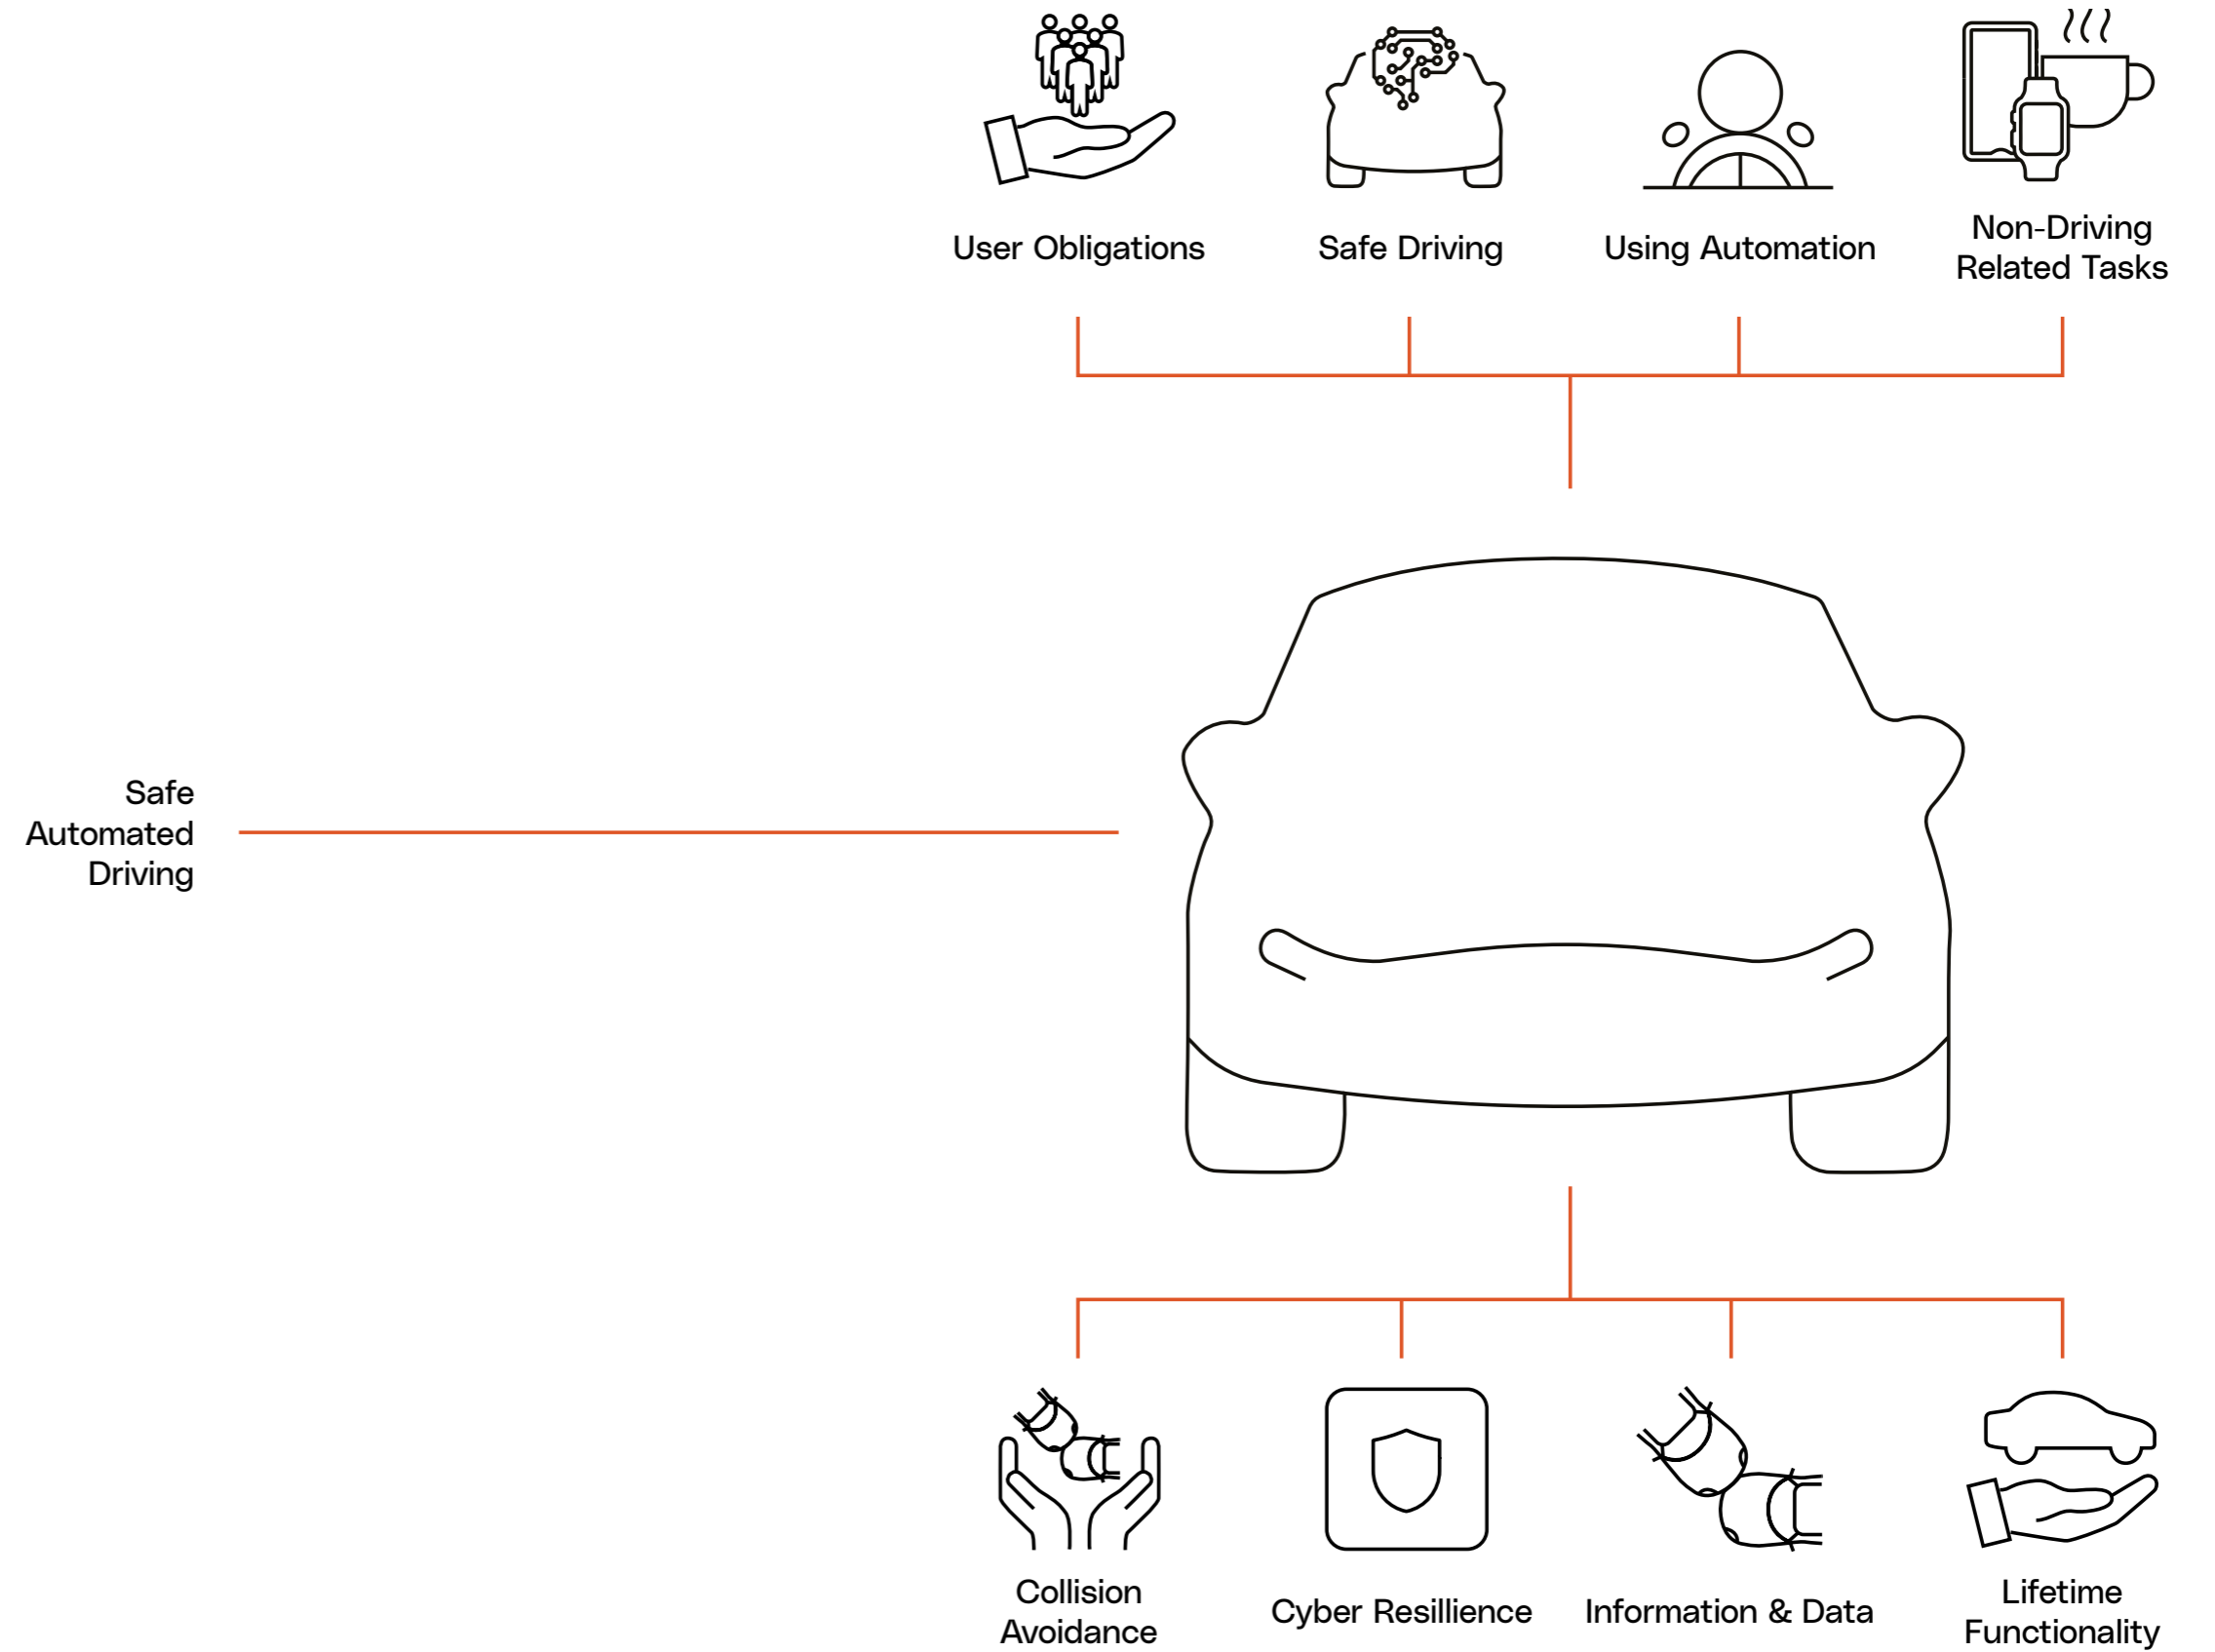 User Obligations
Safe Driving
Using Automation
Non-Driving
Related Tasks
Safe
Automated
Driving
Collision
Avoidance
Cyber Resillience
Information & Data
Lifetime
Functionality